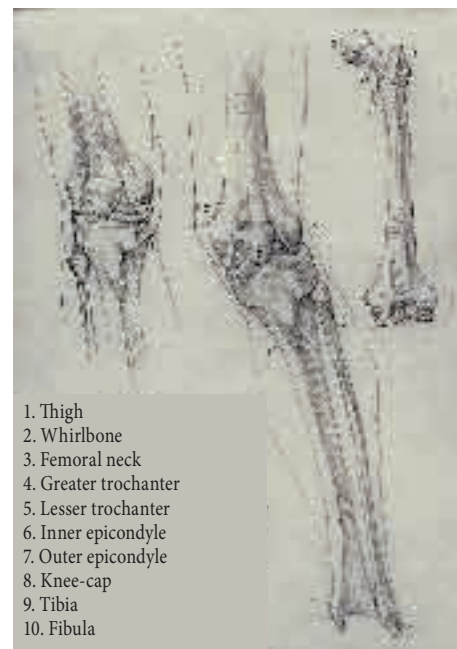 1. Thigh
2. Whirlbone
3. Femoral neck
4. Greater trochanter
5. Lesser trochanter
6. Inner epicondyle
7. Outer epicondyle
8. Knee-cap
9. Tibia
10. Fibula